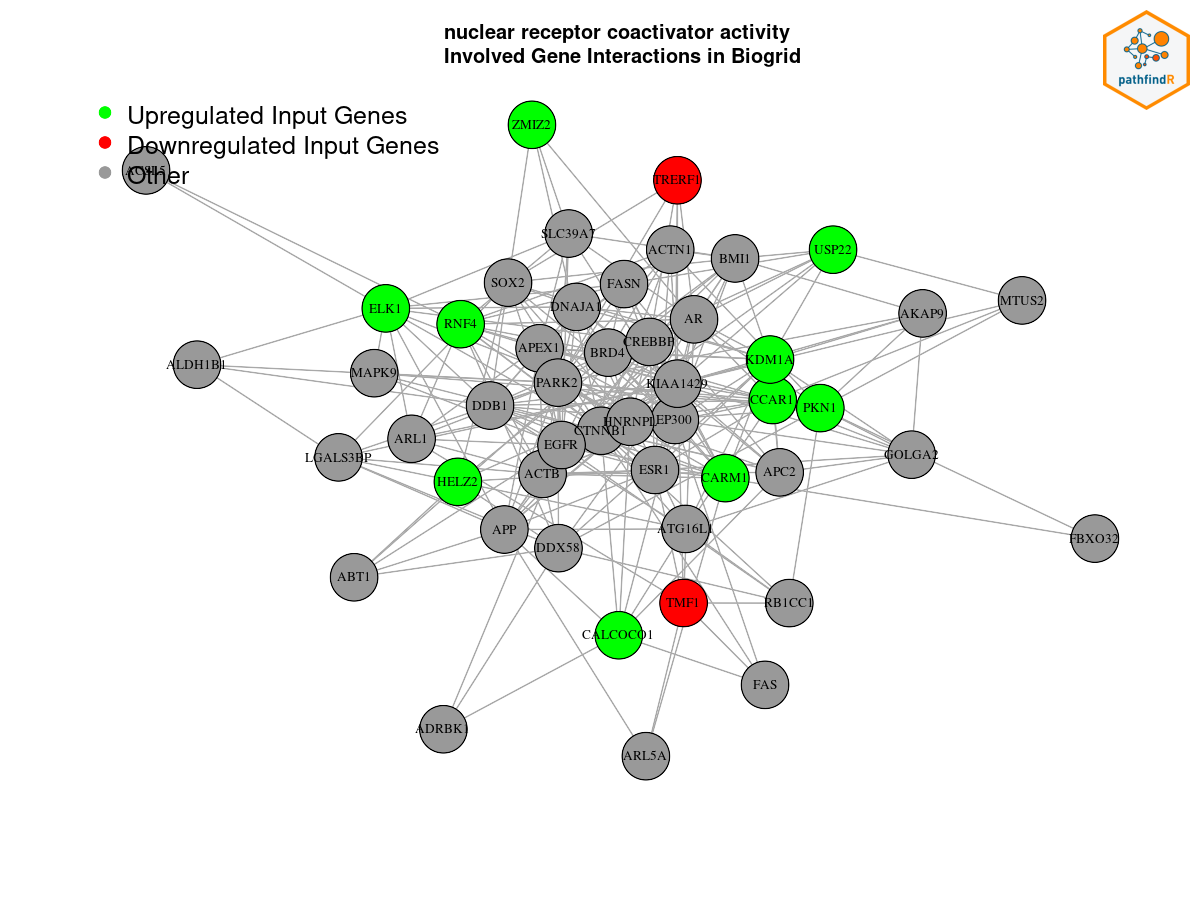 nuclear receptor coactivator activity
Involved Gene Interactions in Biogrid
pathfindR
Upregulated Input Genes
Downregulated Input Genes
Other
ZMIZ2
TRERF1
SLC39A7
ACTN1
BMI1
USP22
SOX2
FASN
MTUS2
ELK1
DNAJA1
RNF4
AR
AKAP9
APEX1
BRD4
CREBBP
KDM1A
ALDH1B1
MAPK9
PARK2
KIAA1429
DDB1
CCAR1
PKN1
CTNNB1
HNRNPL
EP300
ARL1
EGFR
LGALS3BP
GOLGA2
HELZ2
ACTB
ESR1
CARM1
APC2
APP
ATG16L1
DDX58
FBXO32
ABT1
TMF1
RB1CC1
CALCOCO1
FAS
ADRBK1
ARL5A